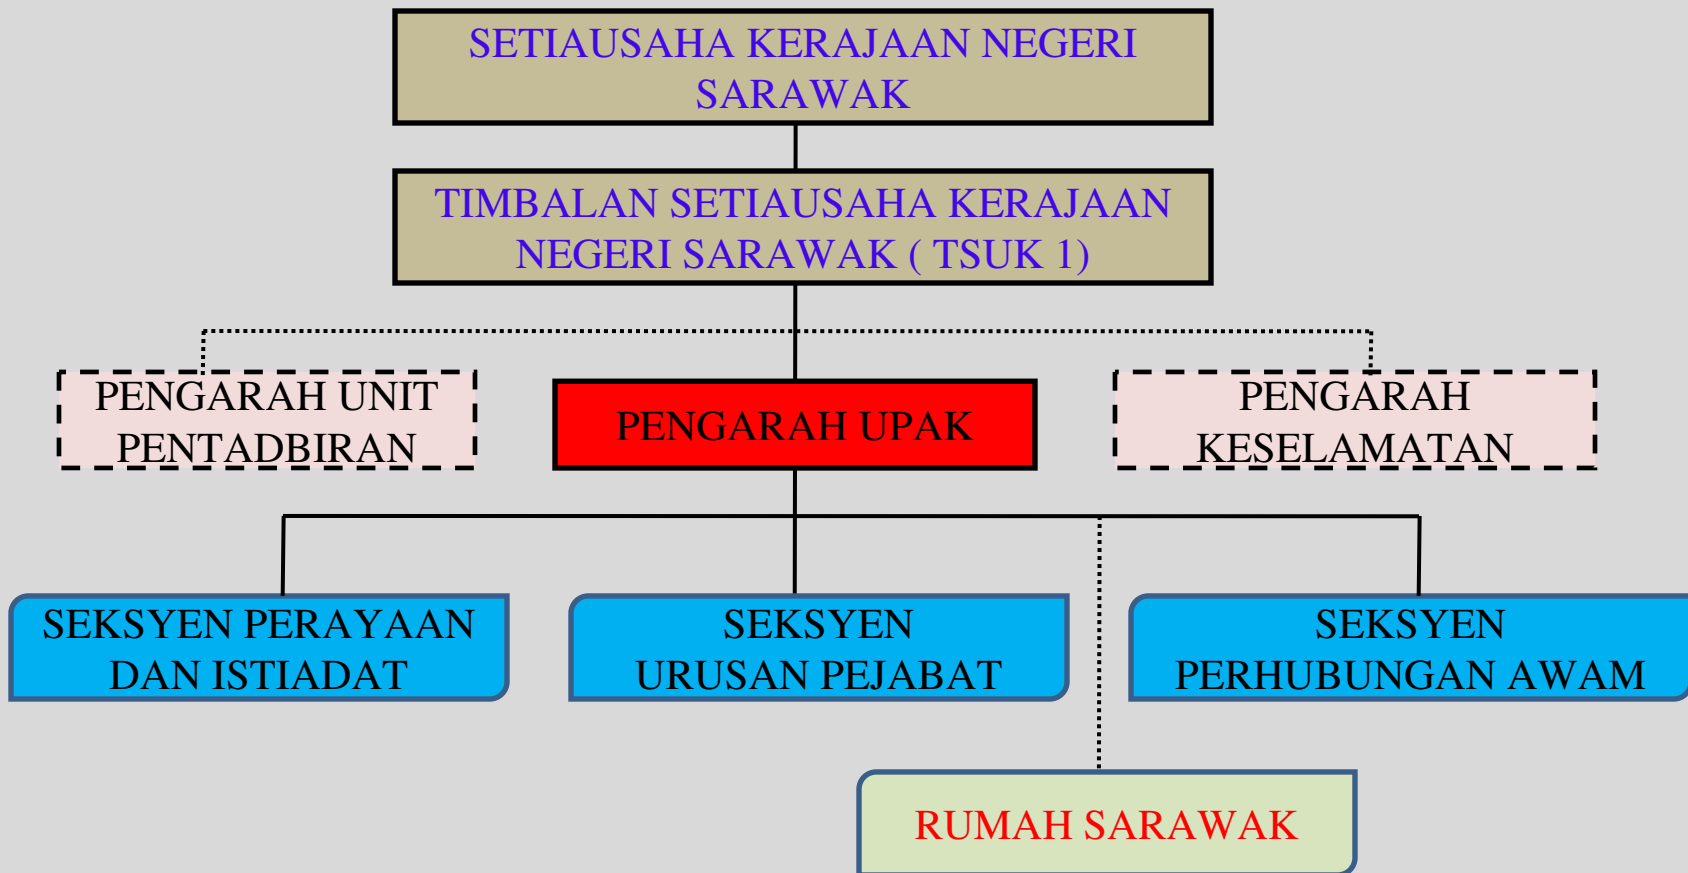 SETIAUSAHA KERAJAAN NEGERI
SARAWAK
TIMBALAN SETIAUSAHA KERAJAAN
NEGERI SARAWAK ( TSUK 1)
PENGARAH UNIT
PENTADBIRAN
PENGARAH UPAK
PENGARAH
KESELAMATAN
SEKSYEN PERAYAAN
DAN ISTIADAT
SEKSYEN
URUSAN PEJABAT
SEKSYEN
PERHUBUNGAN AWAM
RUMAH SARAWAK